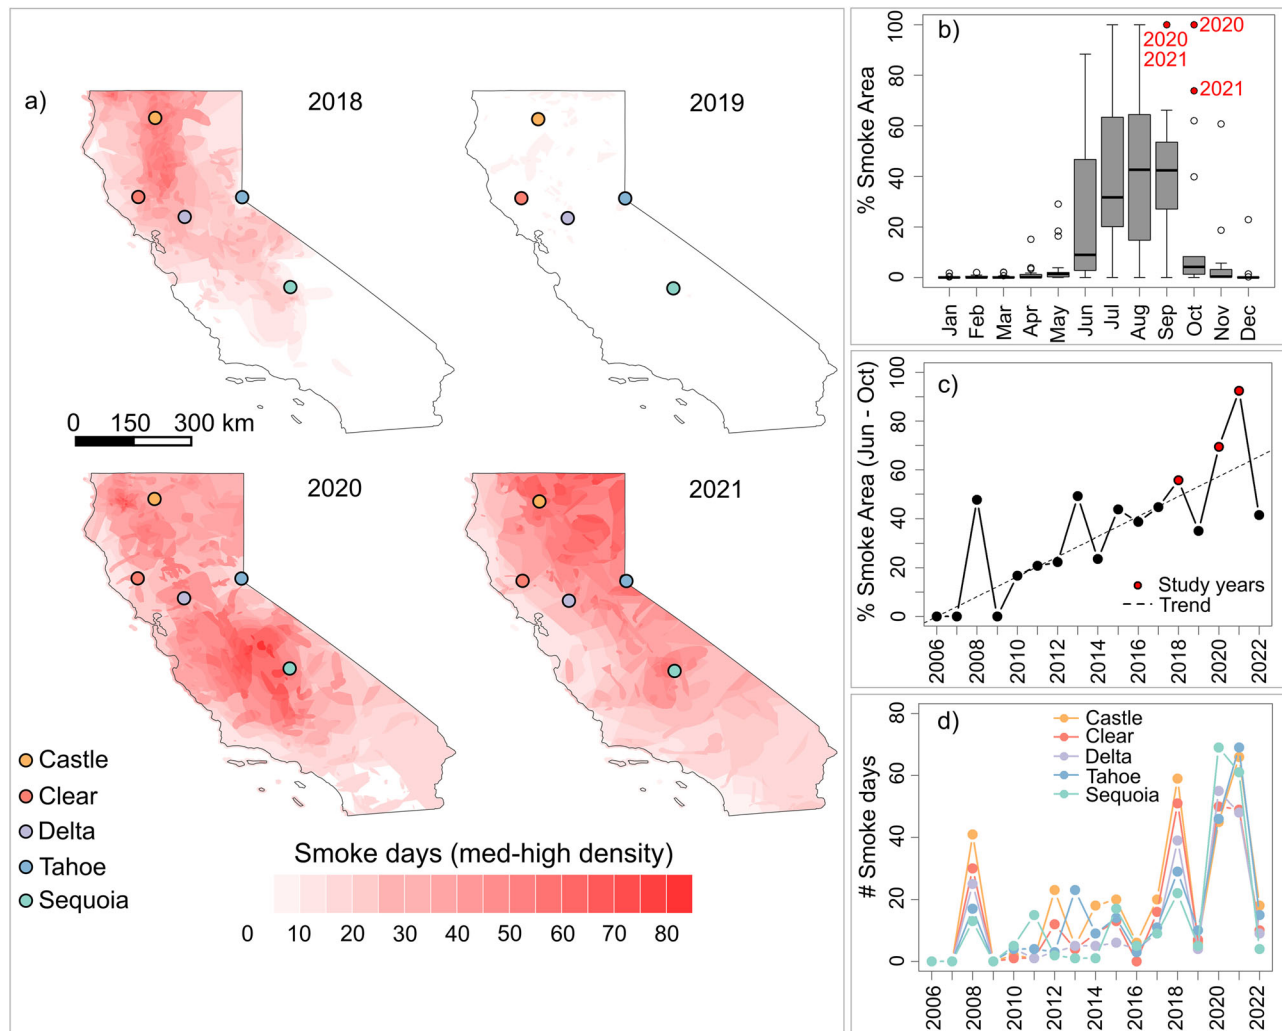 a)
2018
2019
0 150 300 km
2020
2021
Castle
Clear
Delta
Tahoe
Sequoia
Smoke days (med-high density)
0 10 20 30 40 50 60 70 80
b)
% Smoke Area
100
80
60
40
20
0
2020
2020
2021
2021
Jan Feb Mar Apr May Jun Jul Aug Sep Oct Nov Dec
c)
% Smoke Area (Jun - Oct)
100
80
60
40
20
0
Study years
Trend
2006 2008 2010 2012 2014 2016 2018 2020 2022
d)
# Smoke days
80
60
40
20
0
Castle
Clear
Delta
Tahoe
Sequoia
2006 2008 2010 2012 2014 2016 2018 2020 2022